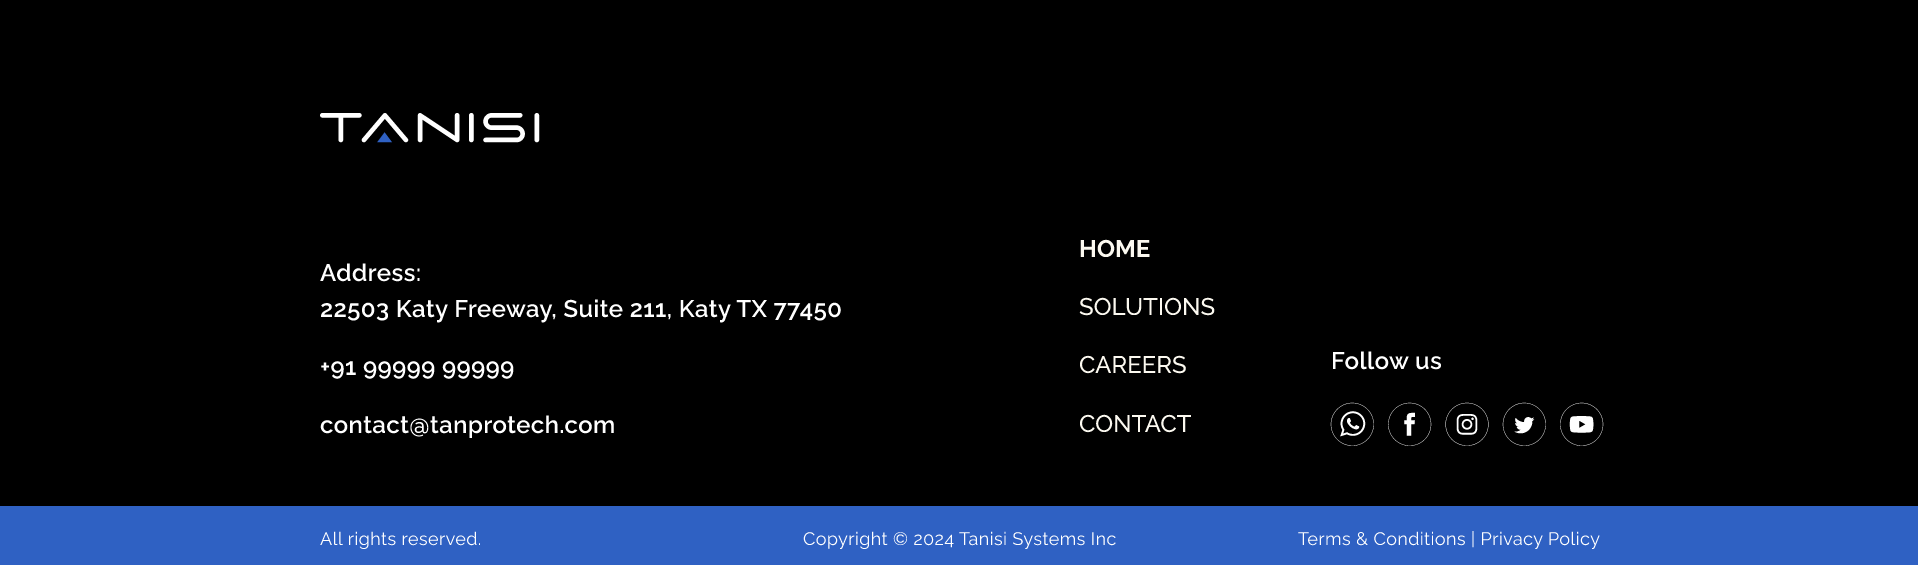 TANISI
Address:
22503 Katy Freeway, Suite 211, Katy TX 77450
+91 99999 99999
contact@tanprotech.com
HOME
SOLUTIONS
CAREERS
CONTACT
Follow us
All rights reserved.
Copyright © 2024 Tanisi Systems Inc
Terms & Conditions | Privacy Policy